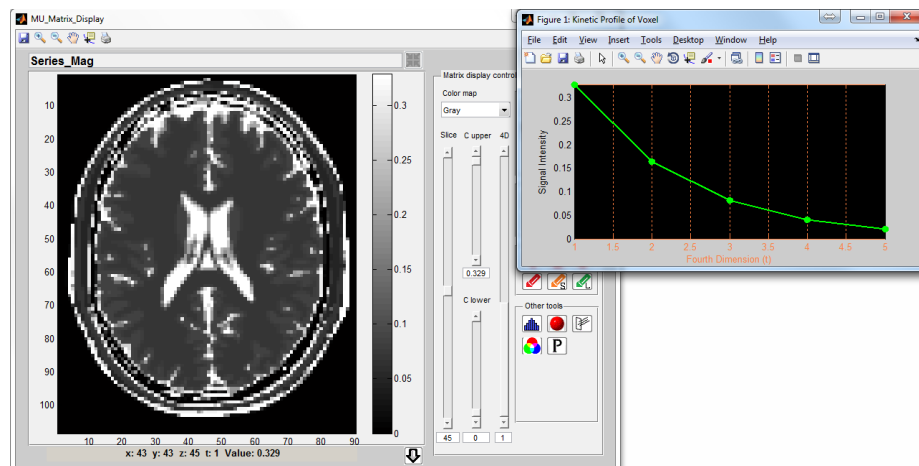 MU_Matrix_Display
Series_Mag
10
20
30
40
50
60
70
80
90
100
10 20 30 40 50 60 70 80 90
0.3
0.25
0.2
0.15
0.1
0.05
0
x: 43 y: 43 z: 45 t: 1 Value: 0.329
Matrix display control
Color map
Gray
Slice C upper 4D
0.329
C lower
45 0 1
Other tools
P
Figure 1: Kinetic Profile of Voxel
File Edit View Insert Tools Desktop Window Help
0.3
0.25
0.2
0.15
0.1
0.05
0
Signal Intensity
1 1.5 2 2.5 3 3.5 4 4.5 5
Fourth Dimension (t)
S